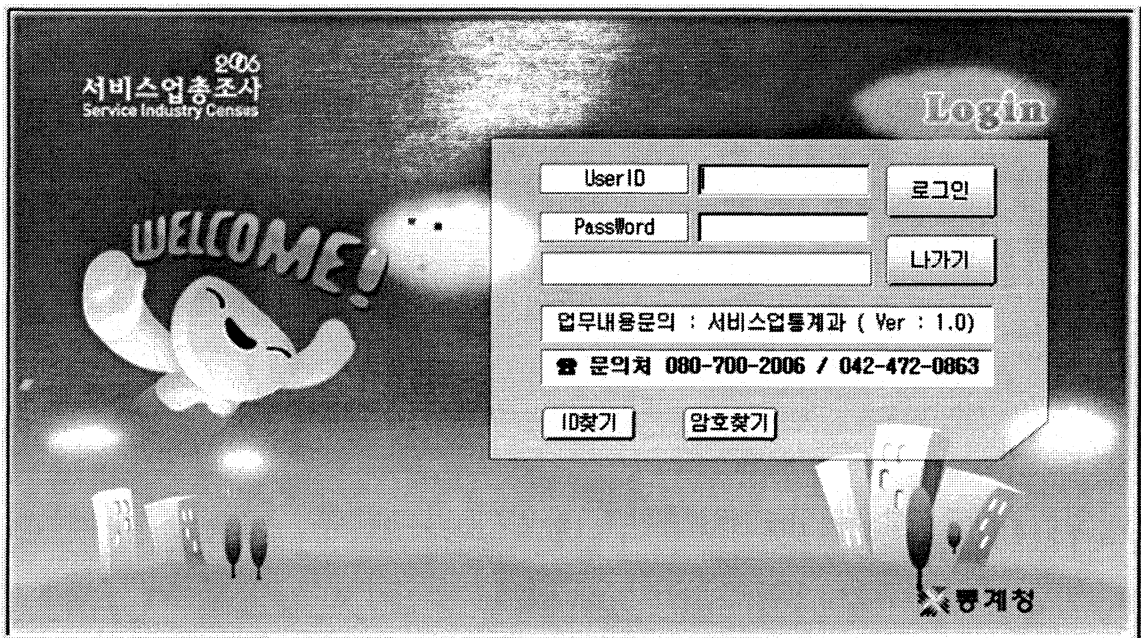 2006
서비스업총조사
Service Industry Census
Login
WELCOME!
UserID
로그인
PassWord
나가기
업무내용문의 : 서비스업통계과 ( Ver : 1.0)
☎ 문의처 080-700-2006 / 042-472-0863
ID찾기
암호찾기
통계청